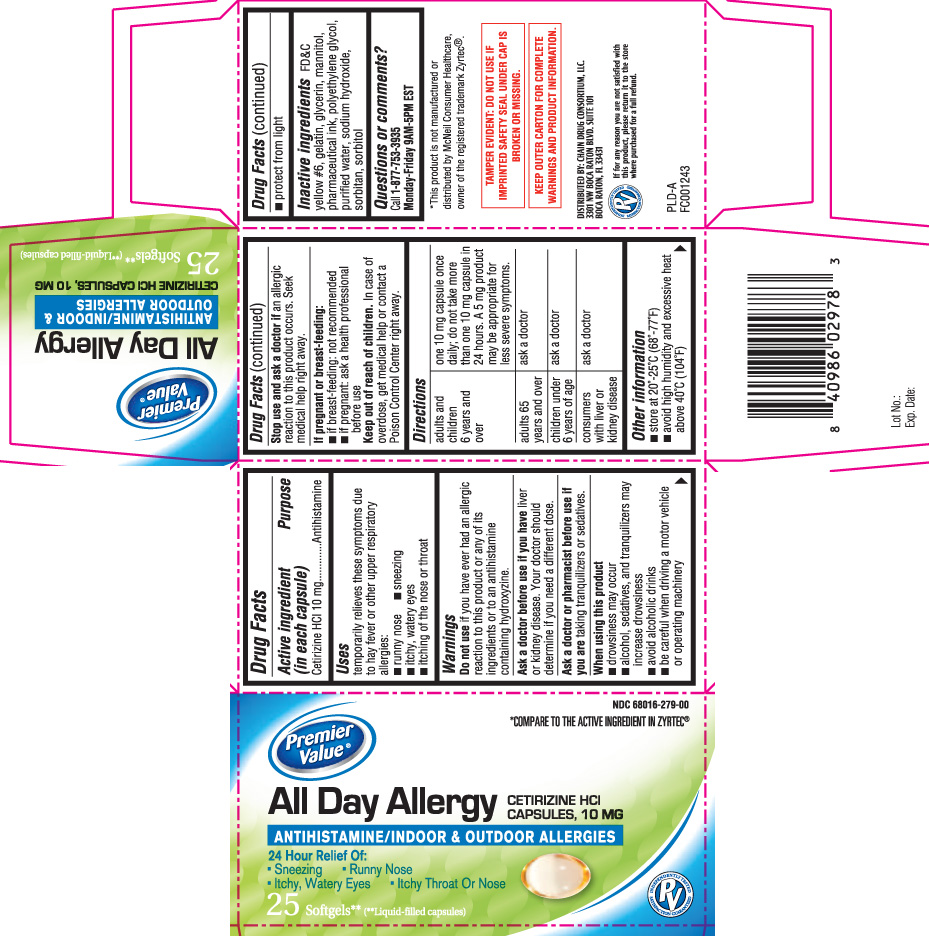 Premier
Value®
All Day Allergy
CETIRIZINE HCl
CAPSULES, 10 MG
ANTIHISTAMINE/INDOOR & OUTDOOR ALLERGIES
24 Hour Relief Of:
▪ Sneezing ▪ Runny Nose
▪ Itchy, Watery Eyes ▪ Itchy Throat Or Nose
25 Softgels** (**Liquid-filled capsules)
NDC 68016-279-00
*COMPARE TO THE ACTIVE INGREDIENT IN ZYRTEC®
PV
Drug Facts
Active ingredient Purpose
(in each capsule)
Cetirizine HCl 10 mg.............Antihistamine
Uses
temporarily relieves these symptoms due
to hay fever or other upper respiratory
allergies:
■ runny nose ■ sneezing
■ itchy, watery eyes
■ itching of the nose or throat
Warnings
Do not use if you have ever had an allergic
reaction to this product or any of its
ingredients or to an antihistamine
containing hydroxyzine.
Ask a doctor before use if you have liver
or kidney disease. Your doctor should
determine if you need a different dose.
Ask a doctor or pharmacist before use if
you are taking tranquilizers or sedatives.
When using this product
■ drowsiness may occur
■ alcohol, sedatives, and tranquilizers may
increase drowsiness
■ avoid alcoholic drinks
■ be careful when driving a motor vehicle
or operating machinery
Drug Facts (continued)
Stop use and ask a doctor if an allergic
reaction to this product occurs. Seek
medical help right away.
If pregnant or breast-feeding:
■ if breast-feeding: not recommended
■ if pregnant: ask a health professional
before use
Keep out of reach of children. In case of
overdose, get medical help or contact a
Poison Control Center right away.
Directions
adults and
children
6 years and
over
one 10 mg capsule once
daily; do not take more
than one 10 mg capsule in
24 hours. A 5 mg product
may be appropriate for
less severe symptoms.
adults 65
years and over
ask a doctor
children under
6 years of age
ask a doctor
consumers
with liver or
kidney disease
ask a doctor
Other information
■ store at 20°-25°C (68°-77°F)
■ avoid high humidity and excessive heat
above 40°C (104°F)
Drug Facts (continued)
■ protect from light
Inactive ingredients FD&C
yellow #6, gelatin, glycerin, mannitol,
pharmaceutical ink, polyethylene glycol,
purified water, sodium hydroxide,
sorbitan, sorbitol
Questions or comments?
Call 1-877-753-3935
Monday-Friday 9AM-5PM EST
*This product is not manufactured or
distributed by McNeil Consumer Healthcare,
owner of the registered trademark Zyrtec®.
TAMPER EVIDENT: DO NOT USE IF
IMPRINTED SAFETY SEAL UNDER CAP IS
BROKEN OR MISSING.
KEEP OUTER CARTON FOR COMPLETE
WARNINGS AND PRODUCT INFORMATION.
DISTRIBUTED BY: CHAIN DRUG CONSORTIUM, LLC
3301 NW BOCA RATON BLVD. SUITE 101
BOCA RATON, FL 33431
PV
If for any reason you are not satisfied with
this product, please return it to the store
where purchased for a full refund.
PLD-A
FC001243
Premier
Value®
All Day Allergy
ANTIHISTAMINE/INDOOR &
OUTDOOR ALLERGIES
CETIRIZINE HCl CAPSULES, 10 MG
25 Softgels** (**Liquid-filled capsules)
8 40986 02978 3
Lot No.:
Exp. Date: